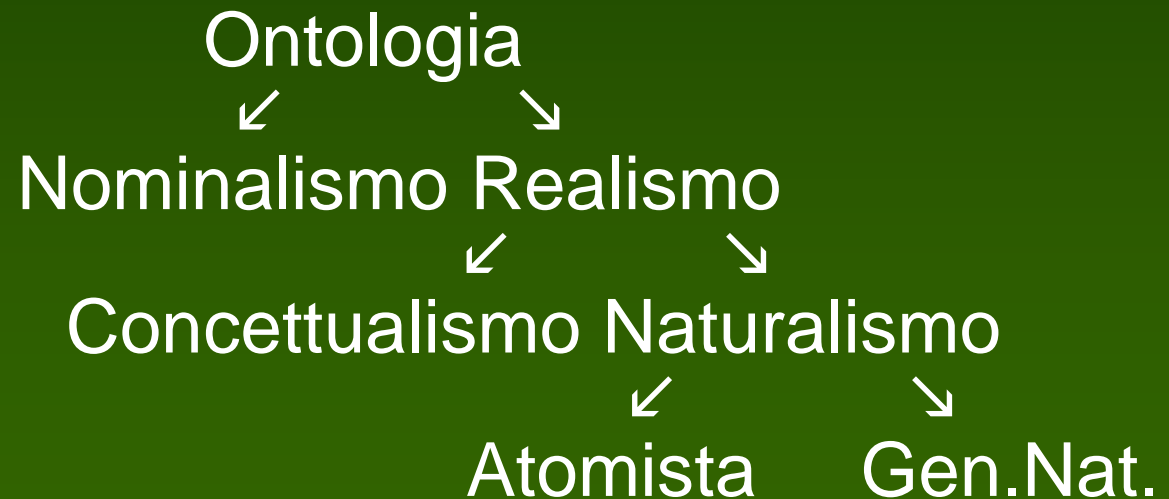 Ontologia
↙ ↘
Nominalismo Realismo
↙ ↘
Concettualismo Naturalismo
↙ ↘
Atomista Gen.Nat.